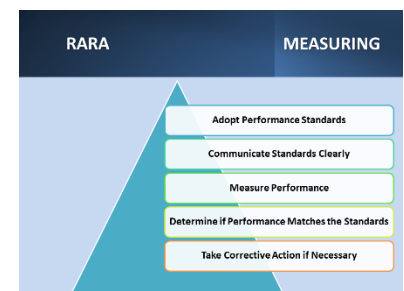 RARA MEASURING
Adopt Performance Standards
Communicate Standards Clearly
Measure Performance
Determine if Performance Matches the Standards
Take Corrective Action if Necessary